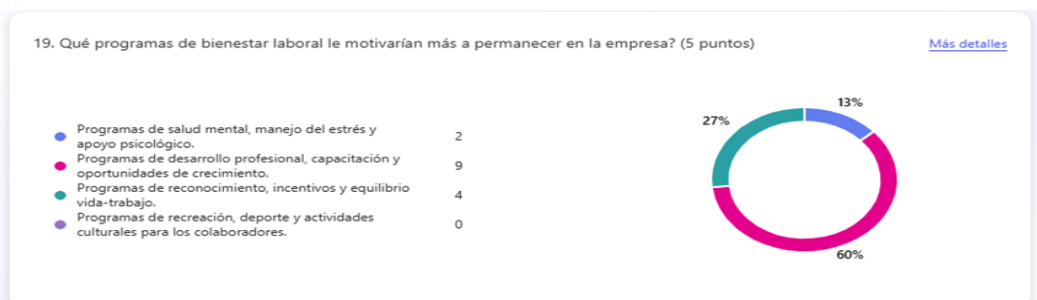 19. Qué programas de bienestar laboral le motivarían más a permanecer en la empresa? (5 puntos)
Más detalles
Programas de salud mental, manejo del estrés y
apoyo psicológico.
2
Programas de desarrollo profesional, capacitación y
oportunidades de crecimiento.
9
Programas de reconocimiento, incentivos y equilibrio
vida-trabajo.
4
Programas de recreación, deporte y actividades
culturales para los colaboradores.
0
13%
27%
60%